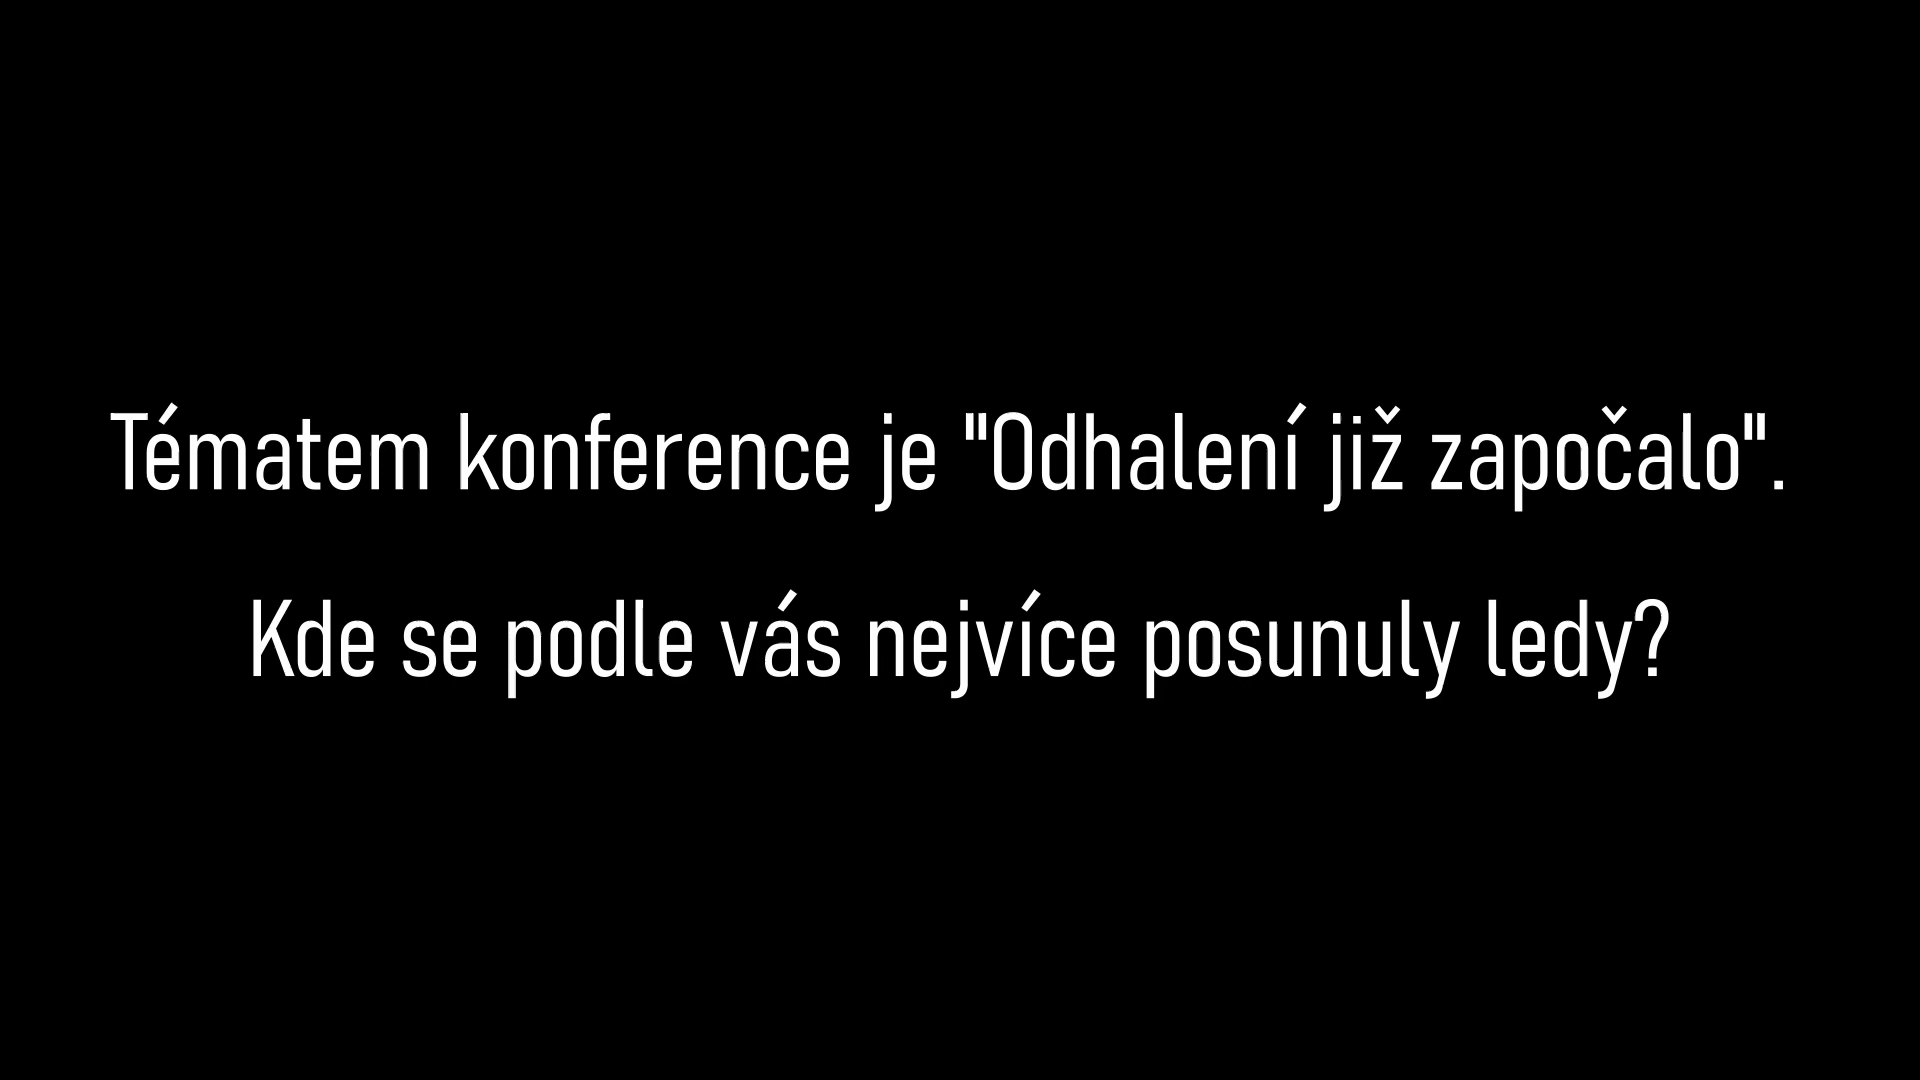 Tématem konference je "Odhalení již započalo".
Kde se podle vás nejvíce posunuly ledy?